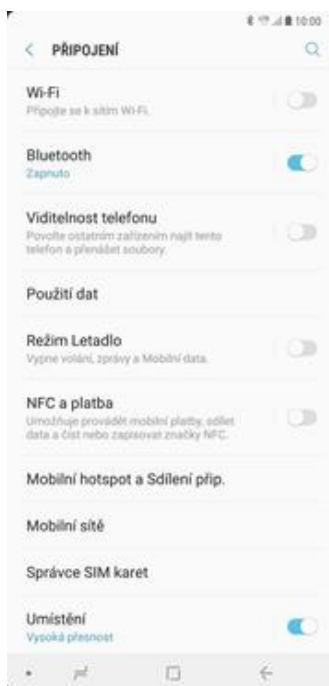 10:00
PŘIPOJENÍ
Wi-Fi
Připojte se k sítím Wi-Fi.
Bluetooth
Zapnuto
Viditelnost telefonu
Povolte ostatním zařízením najít tento
telefon a přenášet soubory.
Použití dat
Režim Letadlo
Vypne volání, zprávy a Mobilní data.
NFC a platba
Umožňuje provádět mobilní platby, sdílet
data a číst nebo zapisovat značky NFC.
Mobilní hotspot a Sdílení přip.
Mobilní sítě
Správce SIM karet
Umístění
Vysoká přesnost